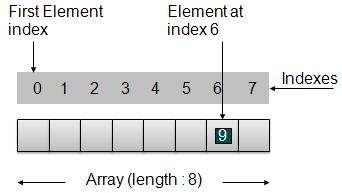 First Element index
Element at index 6
0 1 2 3 4 5 6 7
Indexes
9
Array (length : 8)